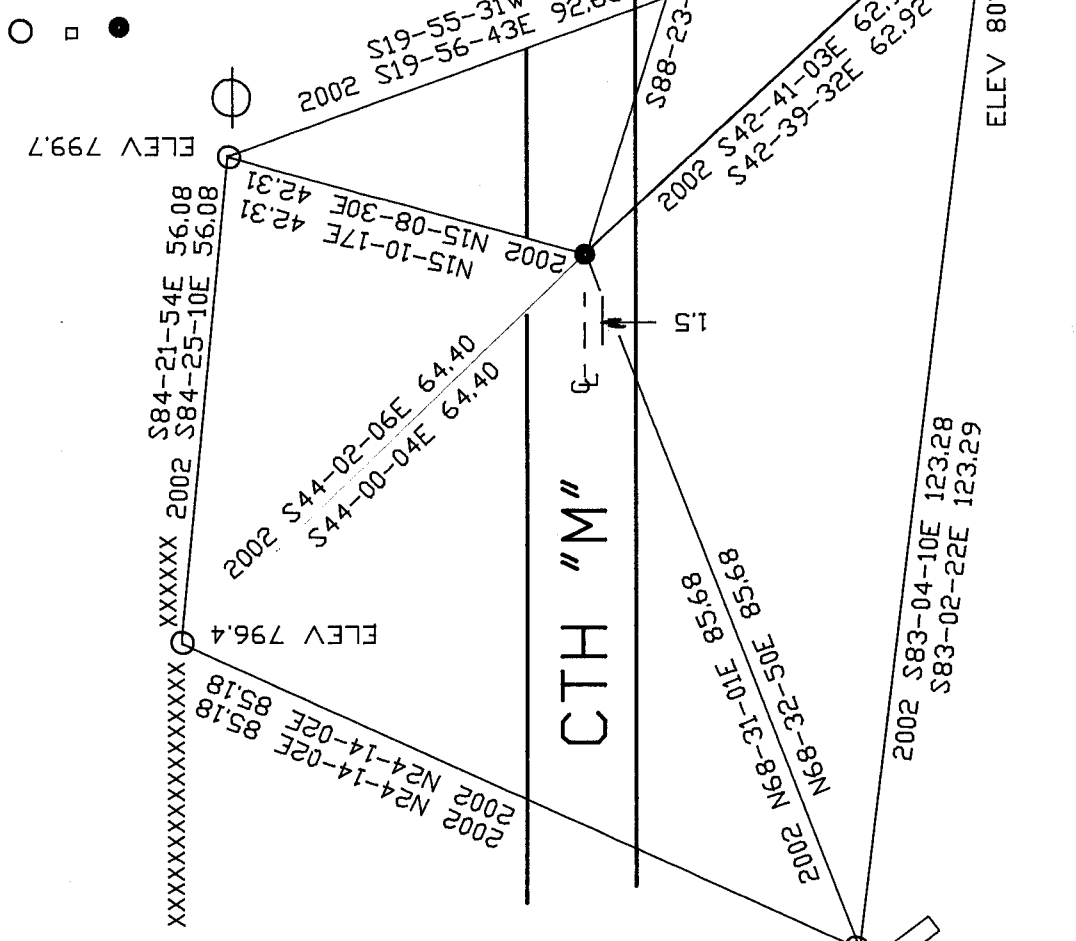 S19-55-31W
2002 S19-56-43E 92.
S88-23-
2002 S42-41-03E 62.
S42-39-32E 62.92
ELEV 80
ELEV 799.7
2002 N15-08-30E 42.31
N15-10-17E 42.31
S84-21-54E 56.08
2002 S84-25-10E 56.08
1.5
CL
2002 S44-02-06E 64.40
S44-00-04E 64.40
CTH "M"
XXXXXX
ELEV 796.4
XXXXXXXXXXXXXXXXXXXX
2002 N24-14-02E 85.18
2002 N24-14-02E 85.18
2002 N68-31-01E 85.68
N68-32-50E 85.68
2002 S83-04-10E 123.28
S83-02-22E 123.29